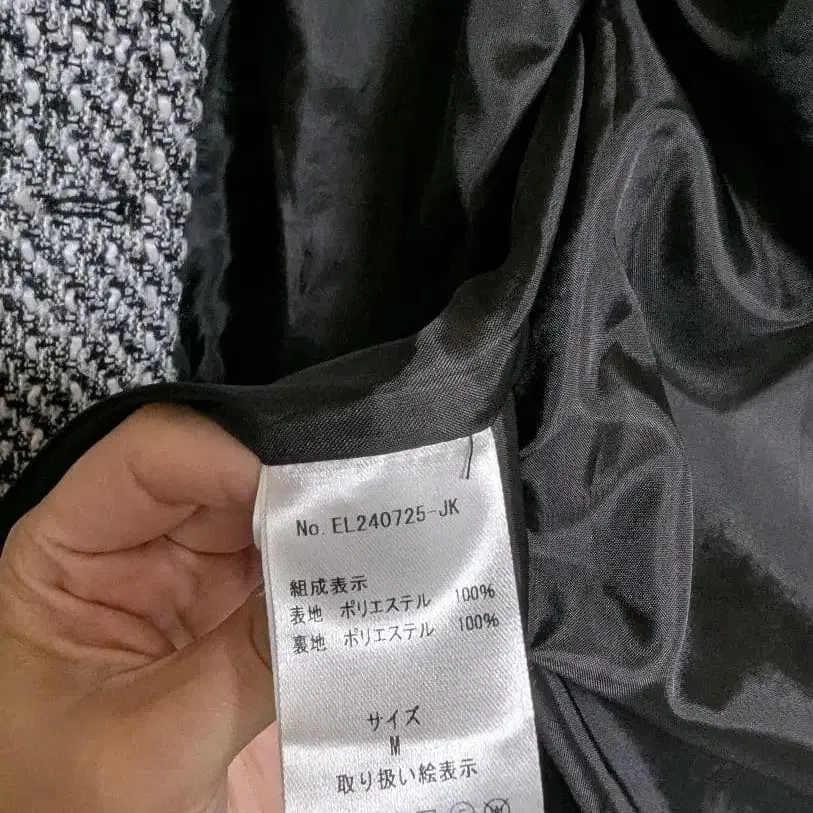 No. EL240725-JK
組成表示
表地 ポリエステル 100%
裏地 ポリエステル 100%
サイズ
M
取り扱い絵表示